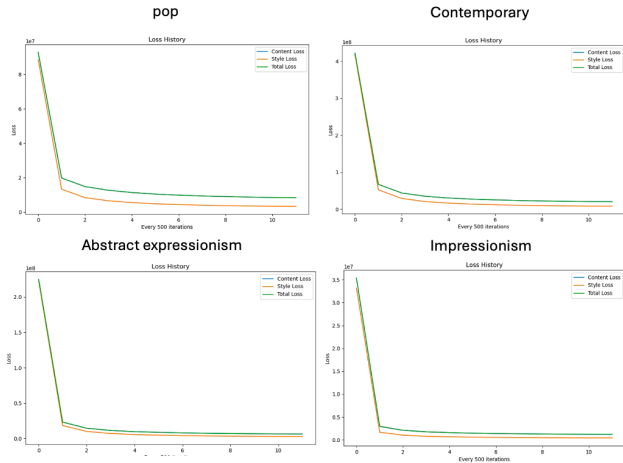 pop
Contemporary
Loss History
1e7
Content Loss
Style Loss
Total Loss
8
6
4
2
0
Loss
0 2 4 6 8 10
Every 500 iterations
Loss History
1e8
Content Loss
Style Loss
Total Loss
4
3
2
1
0
Loss
0 2 4 6 8 10
Every 500 iterations
Abstract expressionism
Impressionism
Loss History
1e8
Content Loss
Style Loss
Total Loss
2.0
1.5
1.0
0.5
0.0
Loss
0 2 4 6 8 10
Loss History
1e7
Content Loss
Style Loss
Total Loss
3.5
3.0
2.5
2.0
1.5
1.0
0.5
0.0
Loss
0 2 4 6 8 10
Every 500 iterations